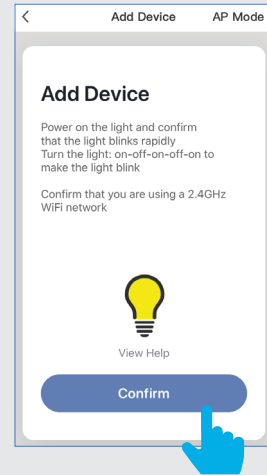 Add Device AP Mode
Add Device
Power on the light and confirm
that the light blinks rapidly
Turn the light: on-off-on-off-on to
make the light blink
Confirm that you are using a 2.4GHz
WiFi network
View Help
Confirm